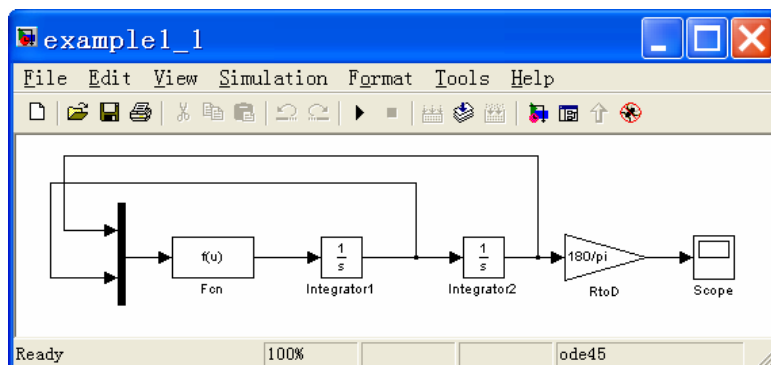 example1_1
File Edit View Simulation Format Tools Help
f(u)
Fcn
1
s
Integrator1
1
s
Integrator2
180/pi
RtoD
Scope
Ready 100% ode45